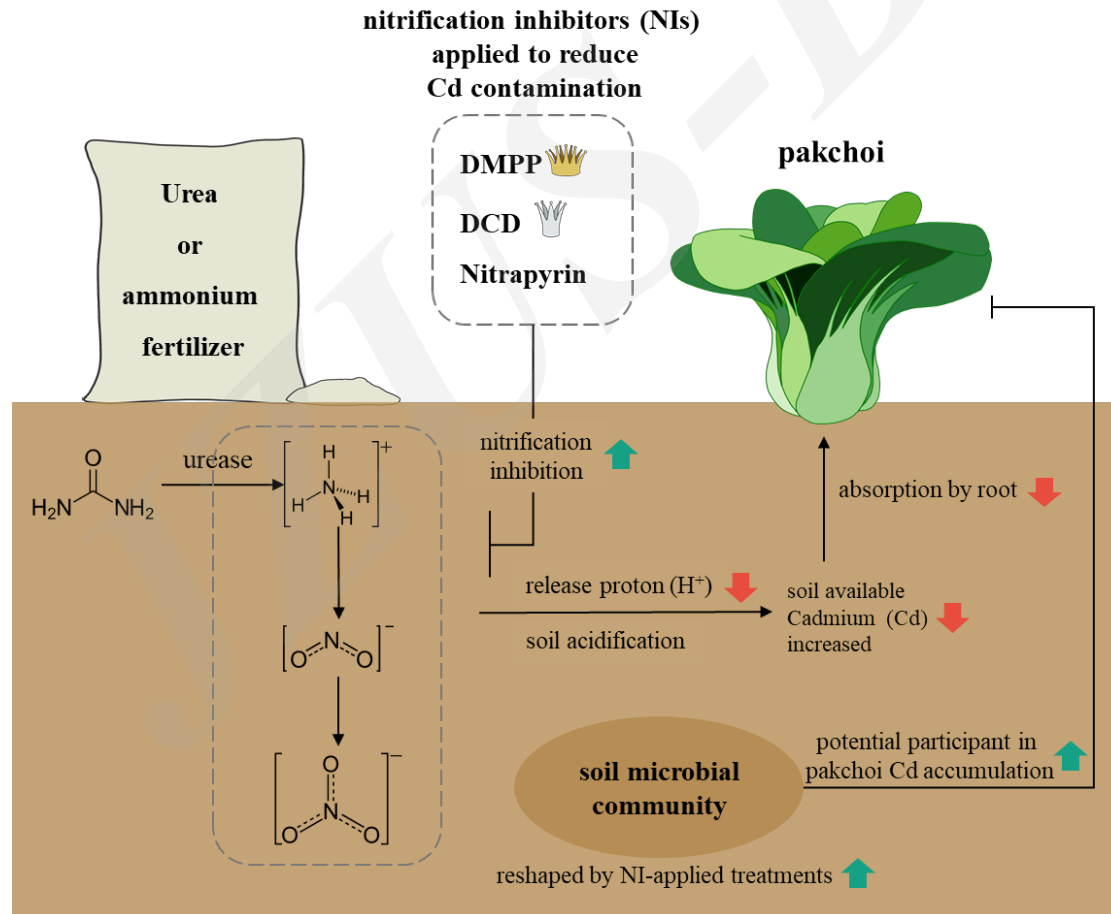 nitrification inhibitors (NIs)
applied to reduce
Cd contamination
DMPP
DCD
Nitrapyrin
pakchoi
Urea
or
ammonium
fertilizer
urease
H₂N
O
NH₂
[
H
N
H
H
H
]+
nitrification
inhibition
absorption by root
release proton (H⁺)
soil acidification
soil available
Cadmium (Cd)
increased
[
O
N
O
]−
[
O
N
O
O
]−
soil microbial
community
potential participant in
pakchoi Cd accumulation
reshaped by NI-applied treatments
JZUS-B